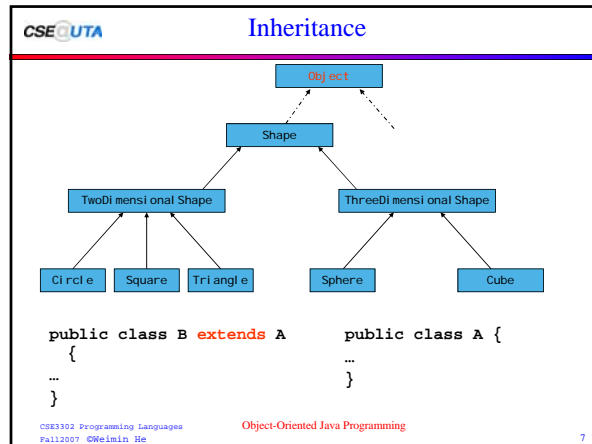 CSE@UTA
Inheritance
Object
Shape
TwoDimensionalShape
ThreeDimensionalShape
Circle
Square
Triangle
Sphere
Cube
public class B extends A
{
…
}
public class A {
…
}
CSE3302 Programming Languages
Fall2007 ©Weimin He
Object-Oriented Java Programming
7